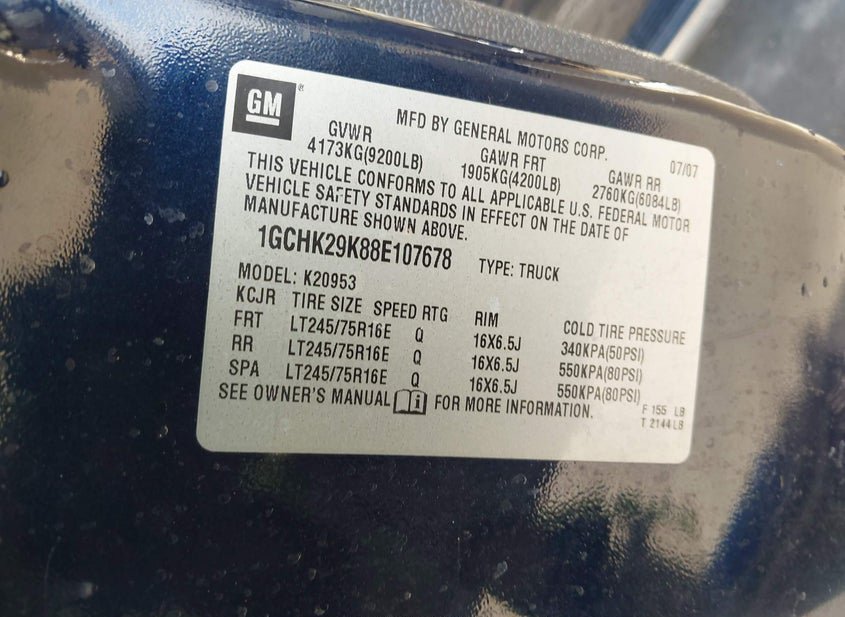 GM®
MFD BY GENERAL MOTORS CORP. 07/07
GVWR GAWR FRT GAWR RR
4173KG(9200LB) 1905KG(4200LB) 2760KG(6084LB)
THIS VEHICLE CONFORMS TO ALL APPLICABLE U.S. FEDERAL MOTOR
VEHICLE SAFETY STANDARDS IN EFFECT ON THE DATE OF
MANUFACTURE SHOWN ABOVE.
1GCHK29K88E107678 TYPE: TRUCK
MODEL: K20953
KCJR TIRE SIZE SPEED RTG RIM COLD TIRE PRESSURE
FRT LT245/75R16E Q 16X6.5J 340KPA(50PSI)
RR LT245/75R16E Q 16X6.5J 550KPA(80PSI)
SPA LT245/75R16E Q 16X6.5J 550KPA(80PSI)
SEE OWNER'S MANUAL i FOR MORE INFORMATION.
F 155 LB
T 2144 LB